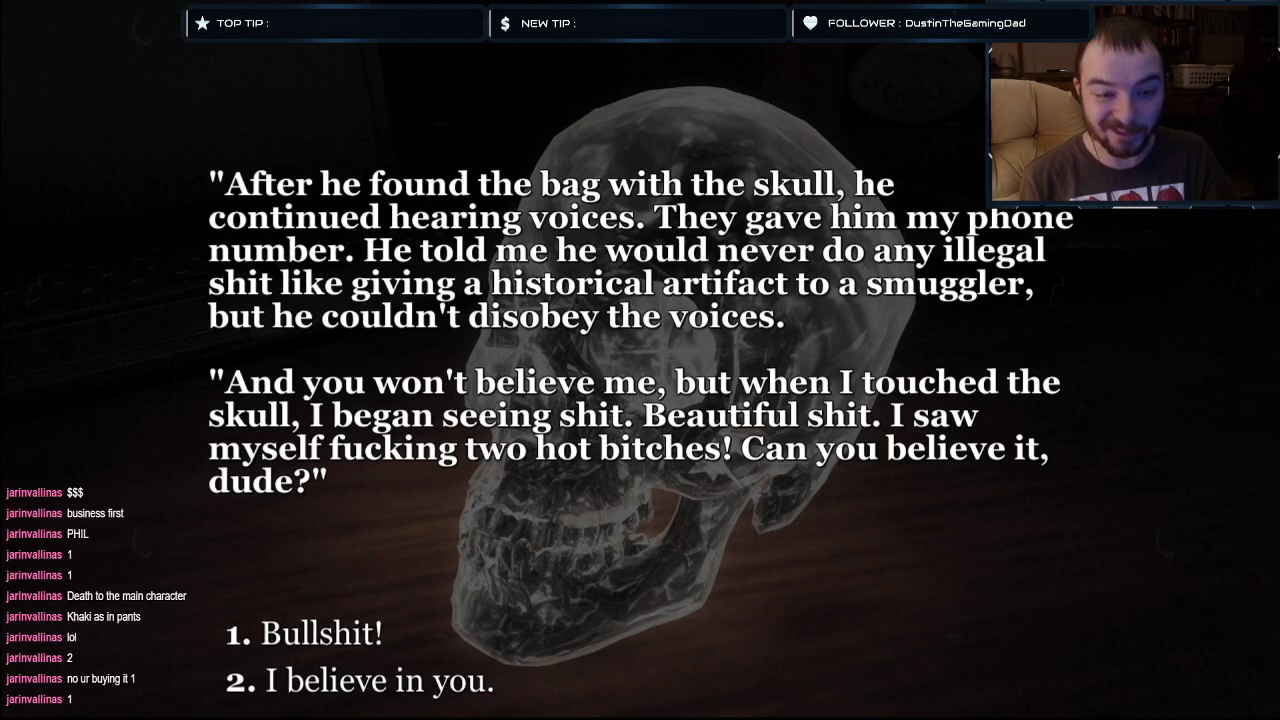 TOP TIP :
NEW TIP :
FOLLOWER : DustinTheGamingDad
"After he found the bag with the skull, he
continued hearing voices. They gave him my phone
number. He told me he would never do any illegal
shit like giving a historical artifact to a smuggler,
but he couldn't disobey the voices.
"And you won't believe me, but when I touched the
skull, I began seeing shit. Beautiful shit. I saw
myself fucking two hot bitches! Can you believe it,
dude?"
1. Bullshit!
2. I believe in you.
jarinvallinas $$$
jarinvallinas business first
jarinvallinas PHIL
jarinvallinas 1
jarinvallinas 1
jarinvallinas Death to the main character
jarinvallinas Khaki as in pants
jarinvallinas lol
jarinvallinas 2
jarinvallinas no ur buying it 1
jarinvallinas 1